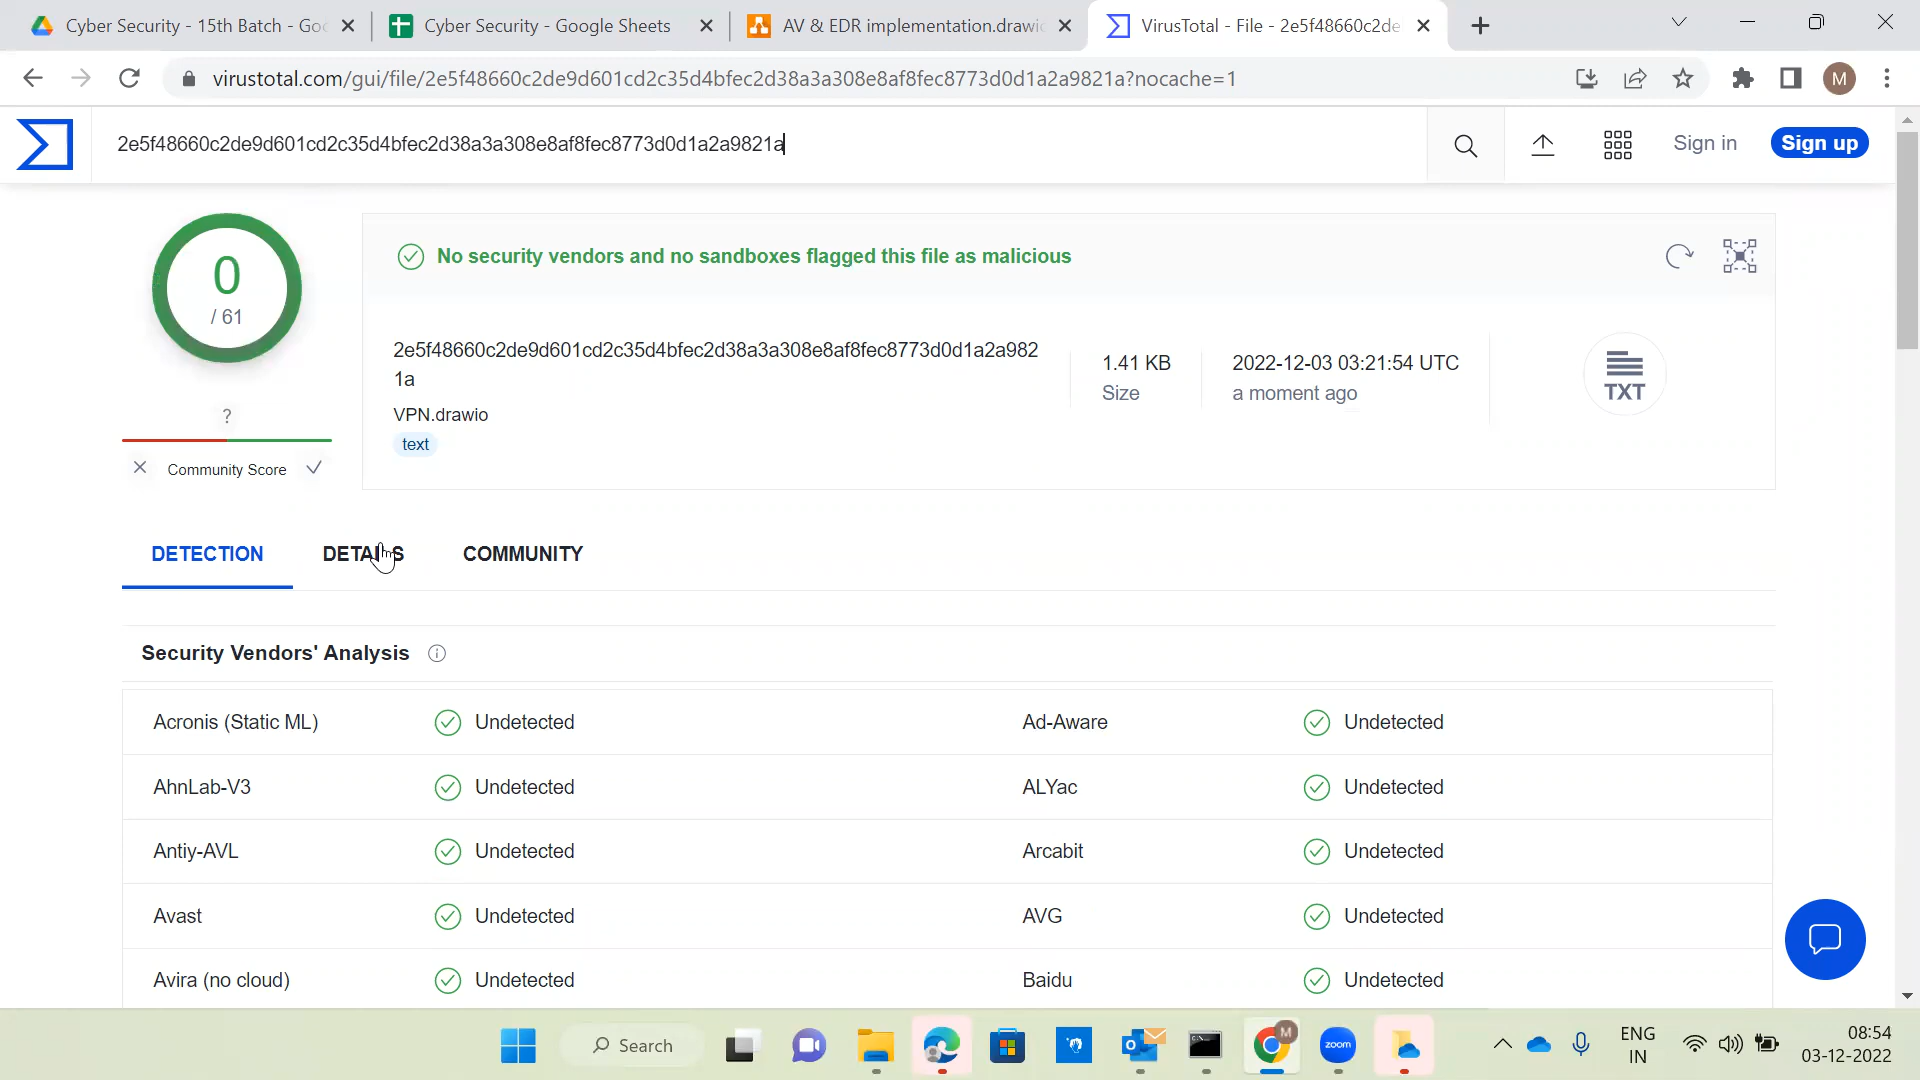 Cyber Security - 15th Batch - Goo
Cyber Security - Google Sheets
AV & EDR implementation.drawio
VirusTotal - File - 2e5f48660c2de
virustotal.com/gui/file/2e5f48660c2de9d601cd2c35d4bfec2d38a3a308e8af8fec8773d0d1a2a9821a?nocache=1
M
2e5f48660c2de9d601cd2c35d4bfec2d38a3a308e8af8fec8773d0d1a2a9821a
Sign in
Sign up
0
/ 61
No security vendors and no sandboxes flagged this file as malicious
2e5f48660c2de9d601cd2c35d4bfec2d38a3a308e8af8fec8773d0d1a2a982
1a
VPN.drawio
text
1.41 KB
Size
2022-12-03 03:21:54 UTC
a moment ago
TXT
?
Community Score
DETECTION
DETAILS
COMMUNITY
Security Vendors' Analysis
Acronis (Static ML) Undetected Ad-Aware Undetected
AhnLab-V3 Undetected ALYac Undetected
Antiy-AVL Undetected Arcabit Undetected
Avast Undetected AVG Undetected
Avira (no cloud) Undetected Baidu Undetected
Search
M
zoom
ENG
IN
08:54
03-12-2022